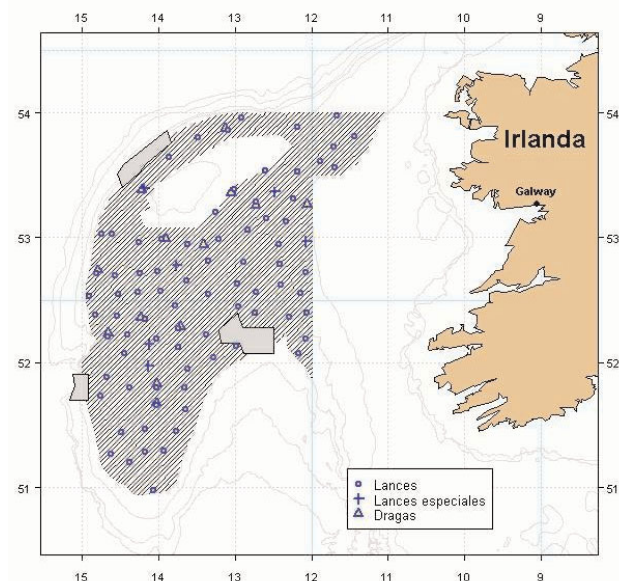 15 14 13 12 11 10 9
54 54
Irlanda
Galway
53 53
52 52
Lances
Lances especiales
Dragas
51 51
15 14 13 12 11 10 9